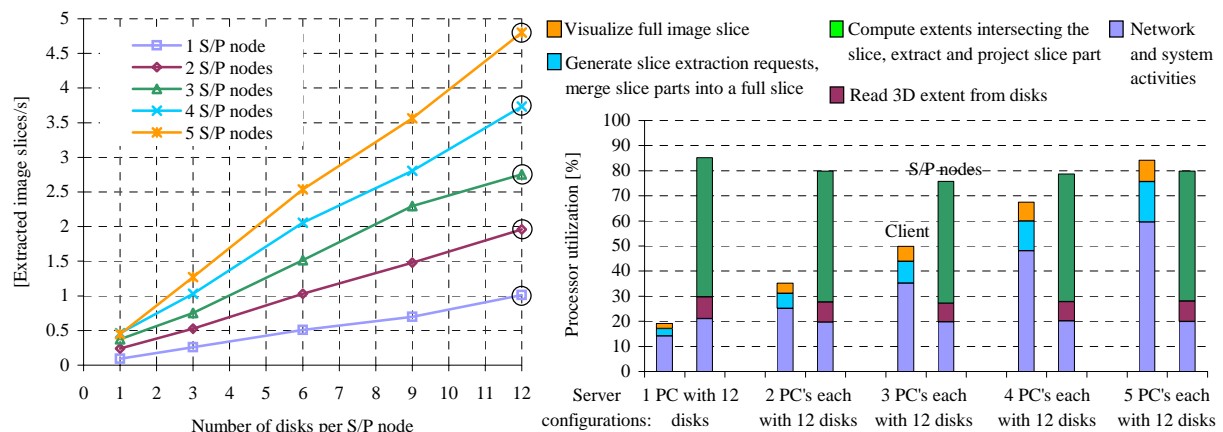 5
4.5
4
3.5
3
2.5
2
1.5
1
0.5
0
[Extracted image slices/s]
1 S/P node
2 S/P nodes
3 S/P nodes
4 S/P nodes
5 S/P nodes
0 1 2 3 4 5 6 7 8 9 10 11 12
Number of disks per S/P node
Visualize full image slice
Generate slice extraction requests,
merge slice parts into a full slice
Compute extents intersecting the
slice, extract and project slice part
Read 3D extent from disks
Network
and system
activities
100
90
80
70
60
50
40
30
20
10
0
Processor utilization [%]
S/P nodes
Client
Server
configurations:
1 PC with 12
disks
2 PC's each
with 12 disks
3 PC's each
with 12 disks
4 PC's each
with 12 disks
5 PC's each
with 12 disks